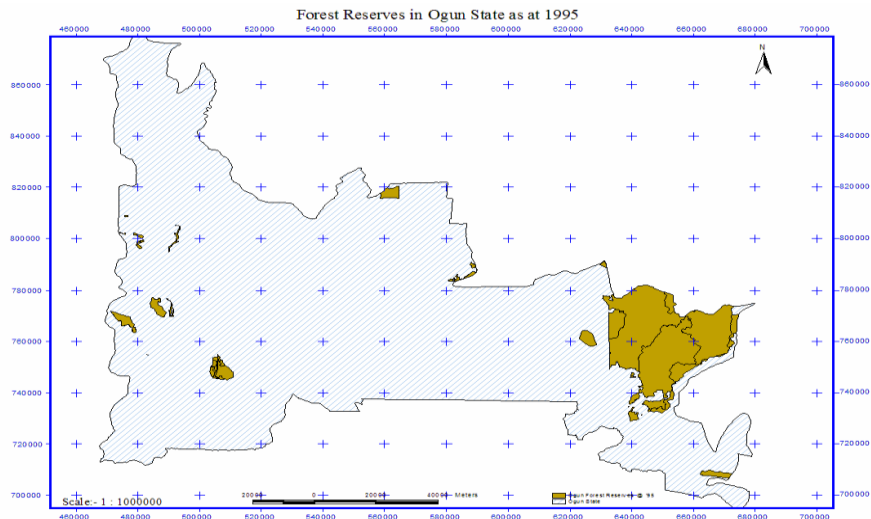 Forest Reserves in Ogun State as at 1995
460000 480000 500000 520000 540000 560000 580000 600000 620000 640000 660000 680000 700000
N
860000 860000
840000 840000
820000 820000
800000 800000
780000 780000
760000 760000
740000 740000
720000 720000
700000 700000
Scale:- 1 : 1000000
0 Meters
Ogun State
460000 480000 500000 520000 540000 560000 580000 600000 620000 640000 660000 680000 700000